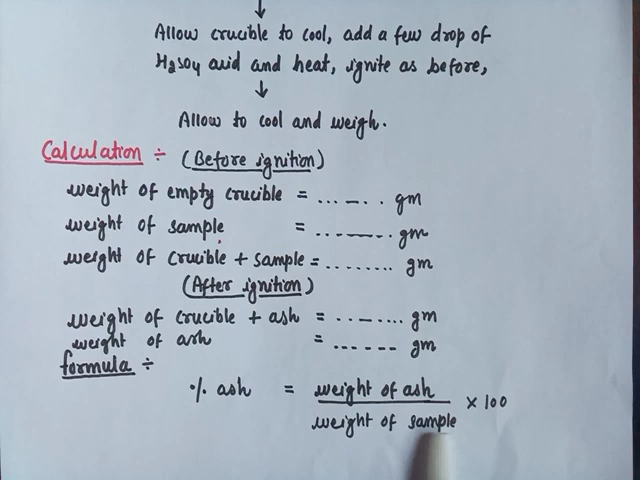 ↓
Allow crucible to cool, add a few drop of
H2SO4 acid and heat, ignite as before,
↓
Allow to cool and weigh.
Calculation ÷ (Before ignition)
weight of empty crucible = ...–.. gm
weight of sample = ..–––––.. gm
weight of crucible + sample = ........ gm
(After ignition)
weight of crucible + ash = ..–––.... gm
weight of ash = ..–––– gm
formula ÷
% ash = weight of ash / weight of sample × 100